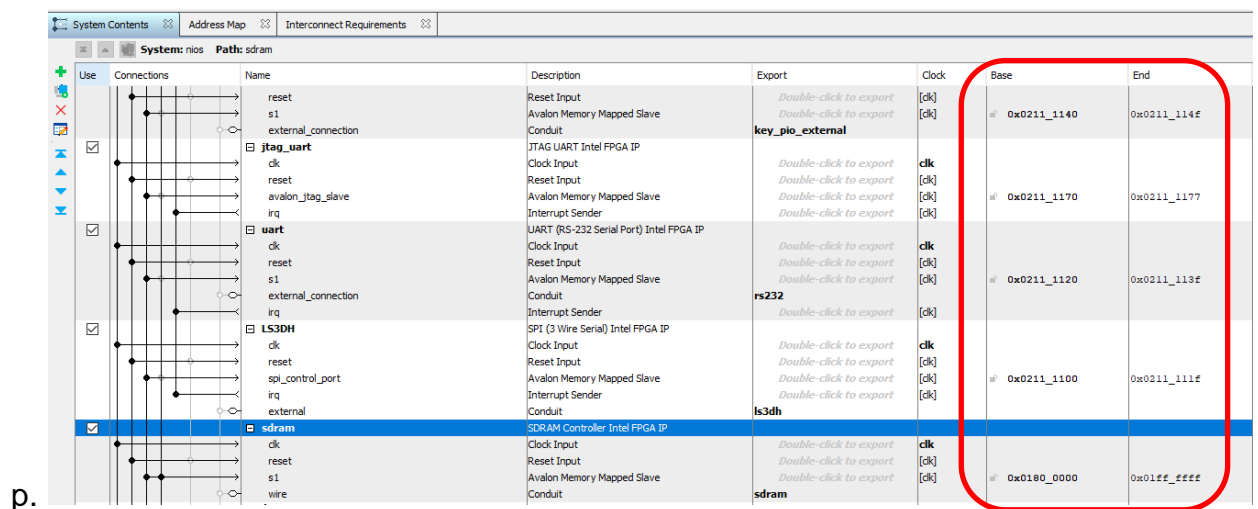 System Contents Address Map Interconnect Requirements
System: nios Path: sdram
Use Connections Name Description Export Clock Base End
reset Reset Input Double-click to export [clk]
s1 Avalon Memory Mapped Slave Double-click to export [clk] 0x0211_1140 0x0211_114f
external_connection Conduit key_pio_external
jtag_uart JTAG UART Intel FPGA IP
clk Clock Input Double-click to export clk
reset Reset Input Double-click to export [clk]
avalon_jtag_slave Avalon Memory Mapped Slave Double-click to export [clk] 0x0211_1170 0x0211_1177
irq Interrupt Sender Double-click to export [clk]
uart UART (RS-232 Serial Port) Intel FPGA IP
clk Clock Input Double-click to export clk
reset Reset Input Double-click to export [clk]
s1 Avalon Memory Mapped Slave Double-click to export [clk] 0x0211_1120 0x0211_113f
external_connection Conduit rs232
irq Interrupt Sender Double-click to export [clk]
LS3DH SPI (3 Wire Serial) Intel FPGA IP
clk Clock Input Double-click to export clk
reset Reset Input Double-click to export [clk]
spi_control_port Avalon Memory Mapped Slave Double-click to export [clk] 0x0211_1100 0x0211_111f
irq Interrupt Sender Double-click to export [clk]
external Conduit ls3dh
sdram SDRAM Controller Intel FPGA IP
clk Clock Input Double-click to export clk
reset Reset Input Double-click to export [clk]
s1 Avalon Memory Mapped Slave Double-click to export [clk] 0x0180_0000 0x01ff_ffff
wire Conduit sdram
p.